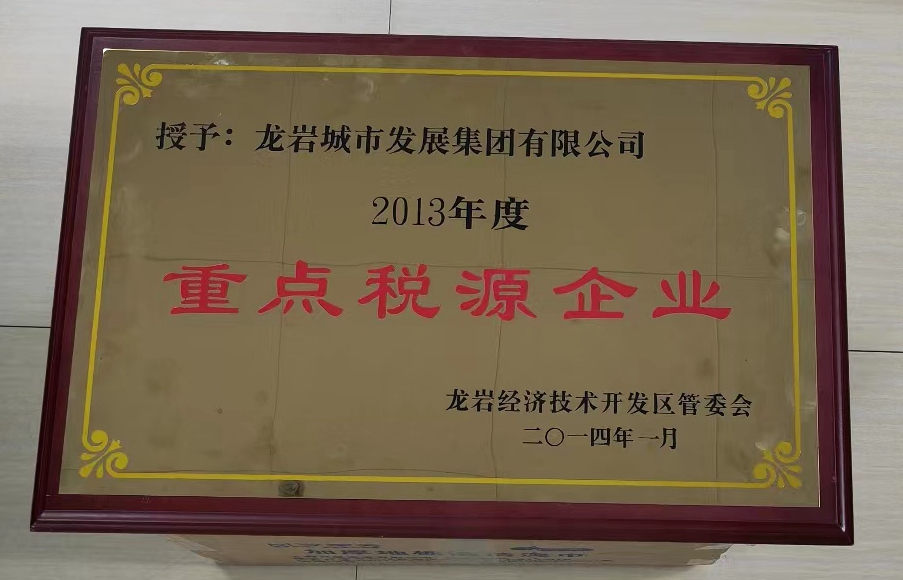 授予：龙岩城市发展集团有限公司
2013年度
重点税源企业
龙岩经济技术开发区管委会
二〇一四年一月